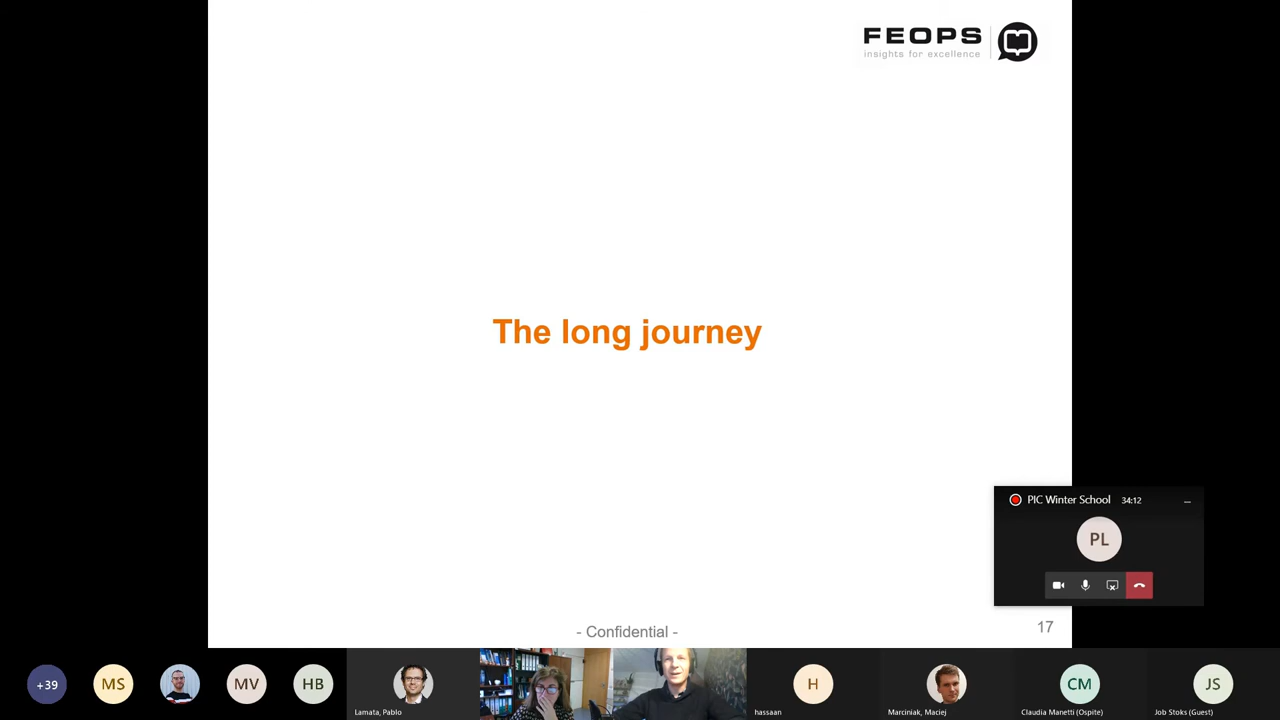 FEOPS
insights for excellence
The long journey
PIC Winter School 34:12
PL
- Confidential -
17
+39
MS
MV
HB
Lamata, Pablo
H
hassaan
Marciniak, Maciej
CM
Claudia Manetti (Ospite)
JS
Job Stoks (Guest)